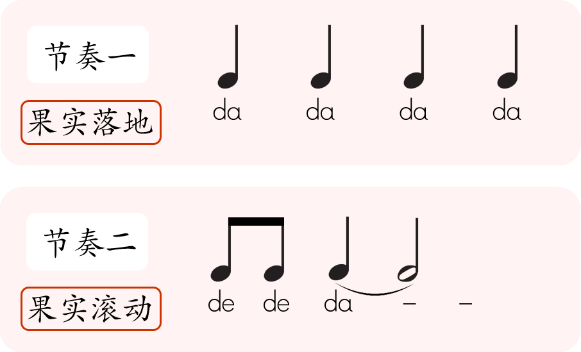 节奏一
da da da da
果实落地
节奏二
果实滚动
de de da – –